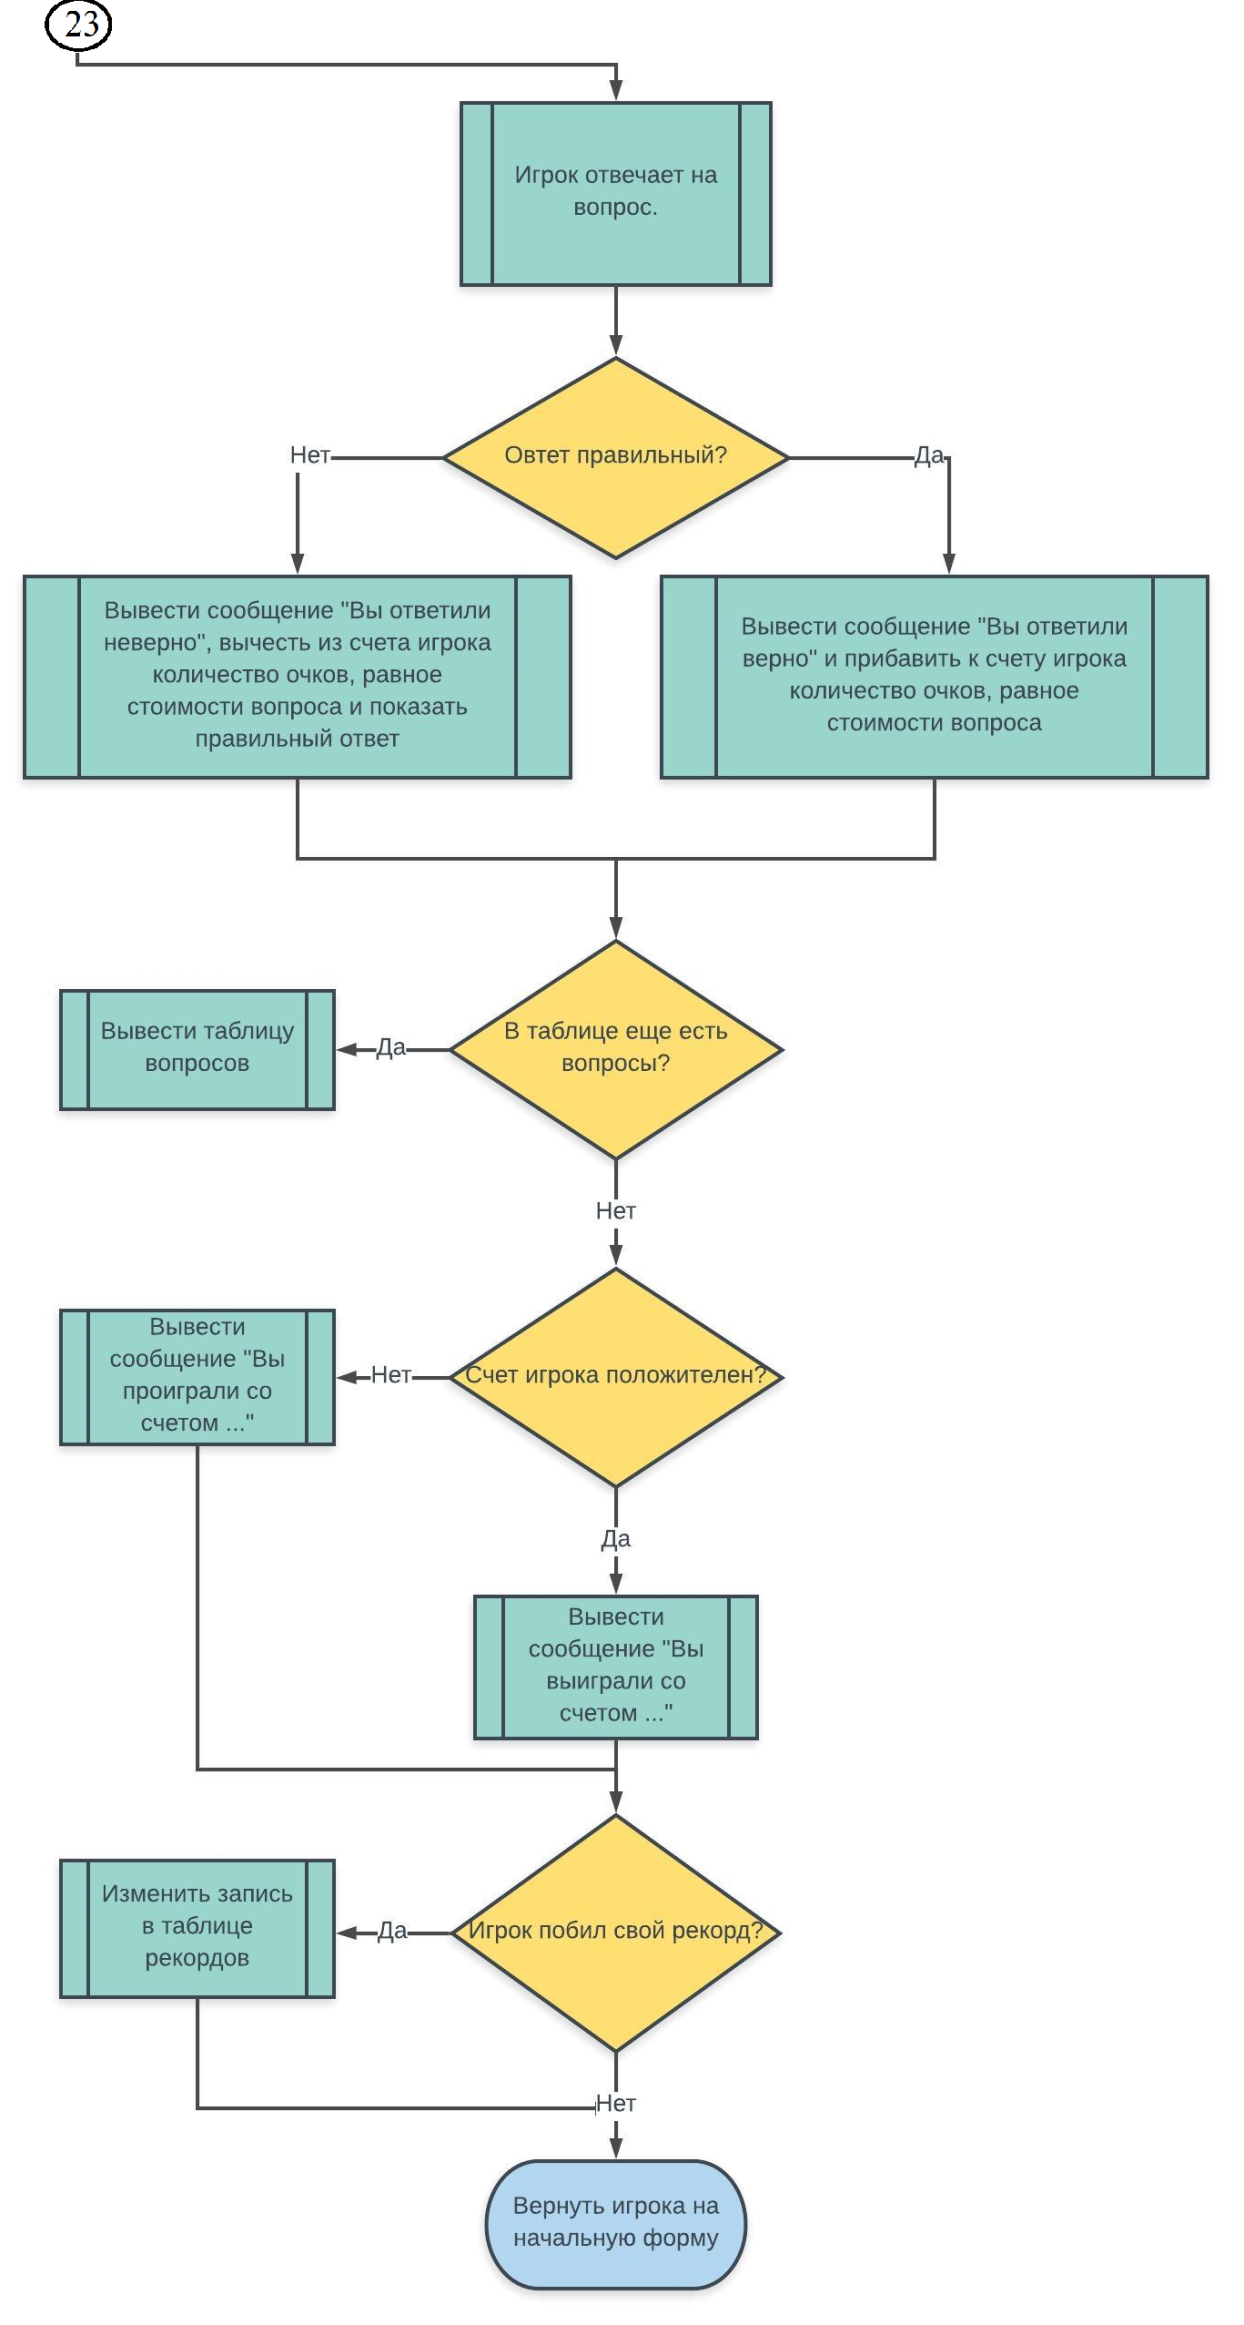 23
Игрок отвечает на
вопрос.
Овтет правильный?
Нет
Да
Вывести сообщение "Вы ответили
неверно", вычесть из счета игрока
количество очков, равное
стоимости вопроса и показать
правильный ответ
Вывести сообщение "Вы ответили
верно" и прибавить к счету игрока
количество очков, равное
стоимости вопроса
В таблице еще есть
вопросы?
Да
Вывести таблицу
вопросов
Нет
Счет игрока положителен?
Нет
Вывести
сообщение "Вы
проиграли со
счетом ..."
Да
Вывести
сообщение "Вы
выиграли со
счетом ..."
Игрок побил свой рекорд?
Да
Изменить запись
в таблице
рекордов
Нет
Вернуть игрока на
начальную форму